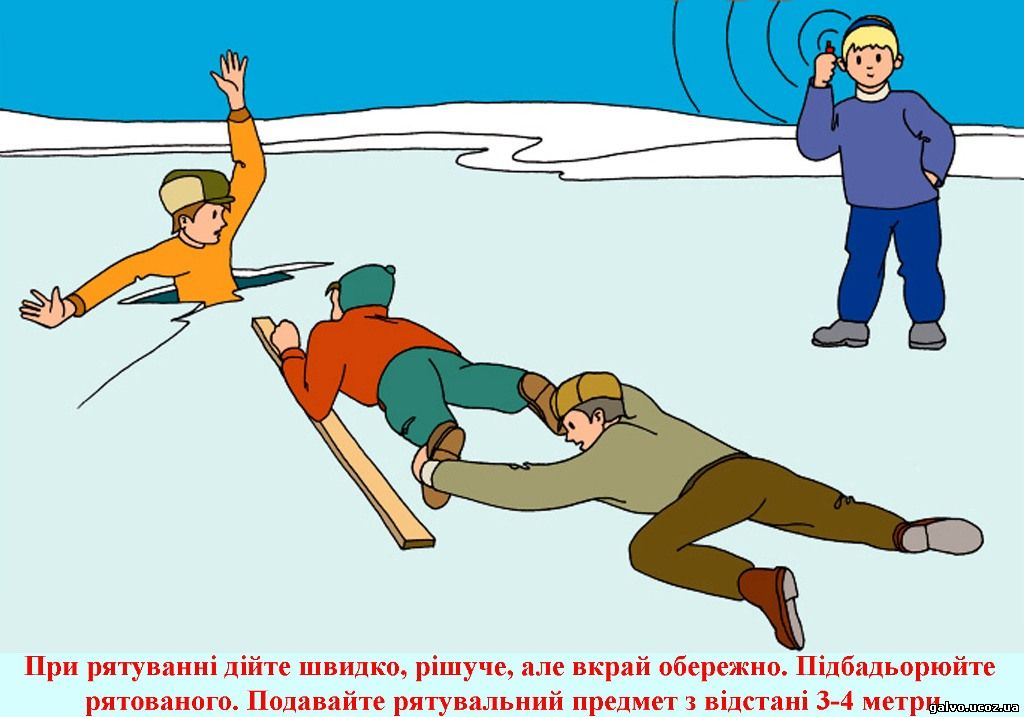 При рятуванні дійте швидко, рішуче, але вкрай обережно. Підбадьорюйте
рятованого. Подавайте рятувальний предмет з відстані 3-4 метри.
galvo.ucoz.ua